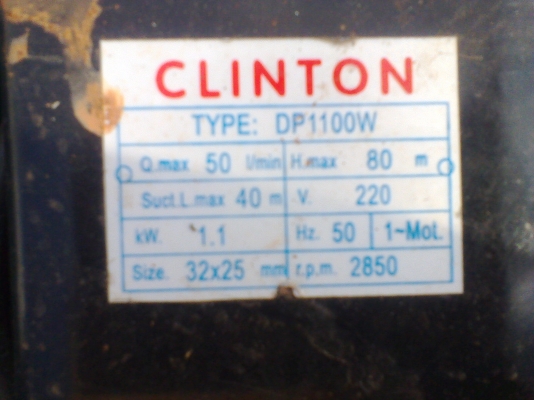 CLINTON
TYPE: DP1100W
Q.max 50 l/min H.max 80 m
Suct.L.max 40 m V. 220
kW. 1.1 Hz. 50 1~Mot.
Size. 32x25 mm r.p.m. 2850